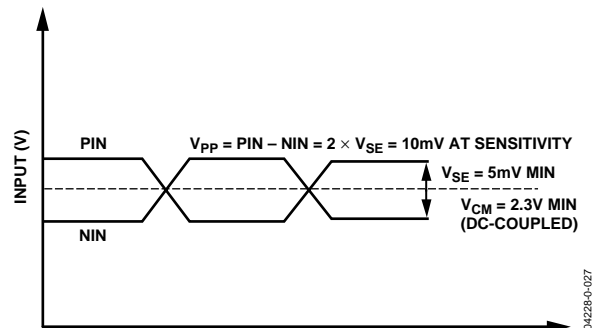 INPUT (V)
PIN
V_PP = PIN – NIN = 2 × V_SE = 10mV AT SENSITIVITY
V_SE = 5mV MIN
V_CM = 2.3V MIN
(DC-COUPLED)
NIN
04228-0-027